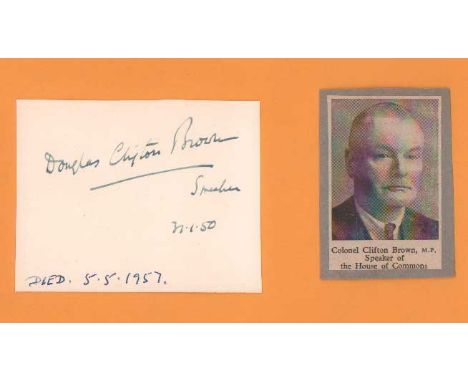 Douglas Clifton Brown
Speaker
31.1.50
DIED. 5.5.1957.
Colonel Clifton Brown, M.P.
Speaker of
the House of Commons